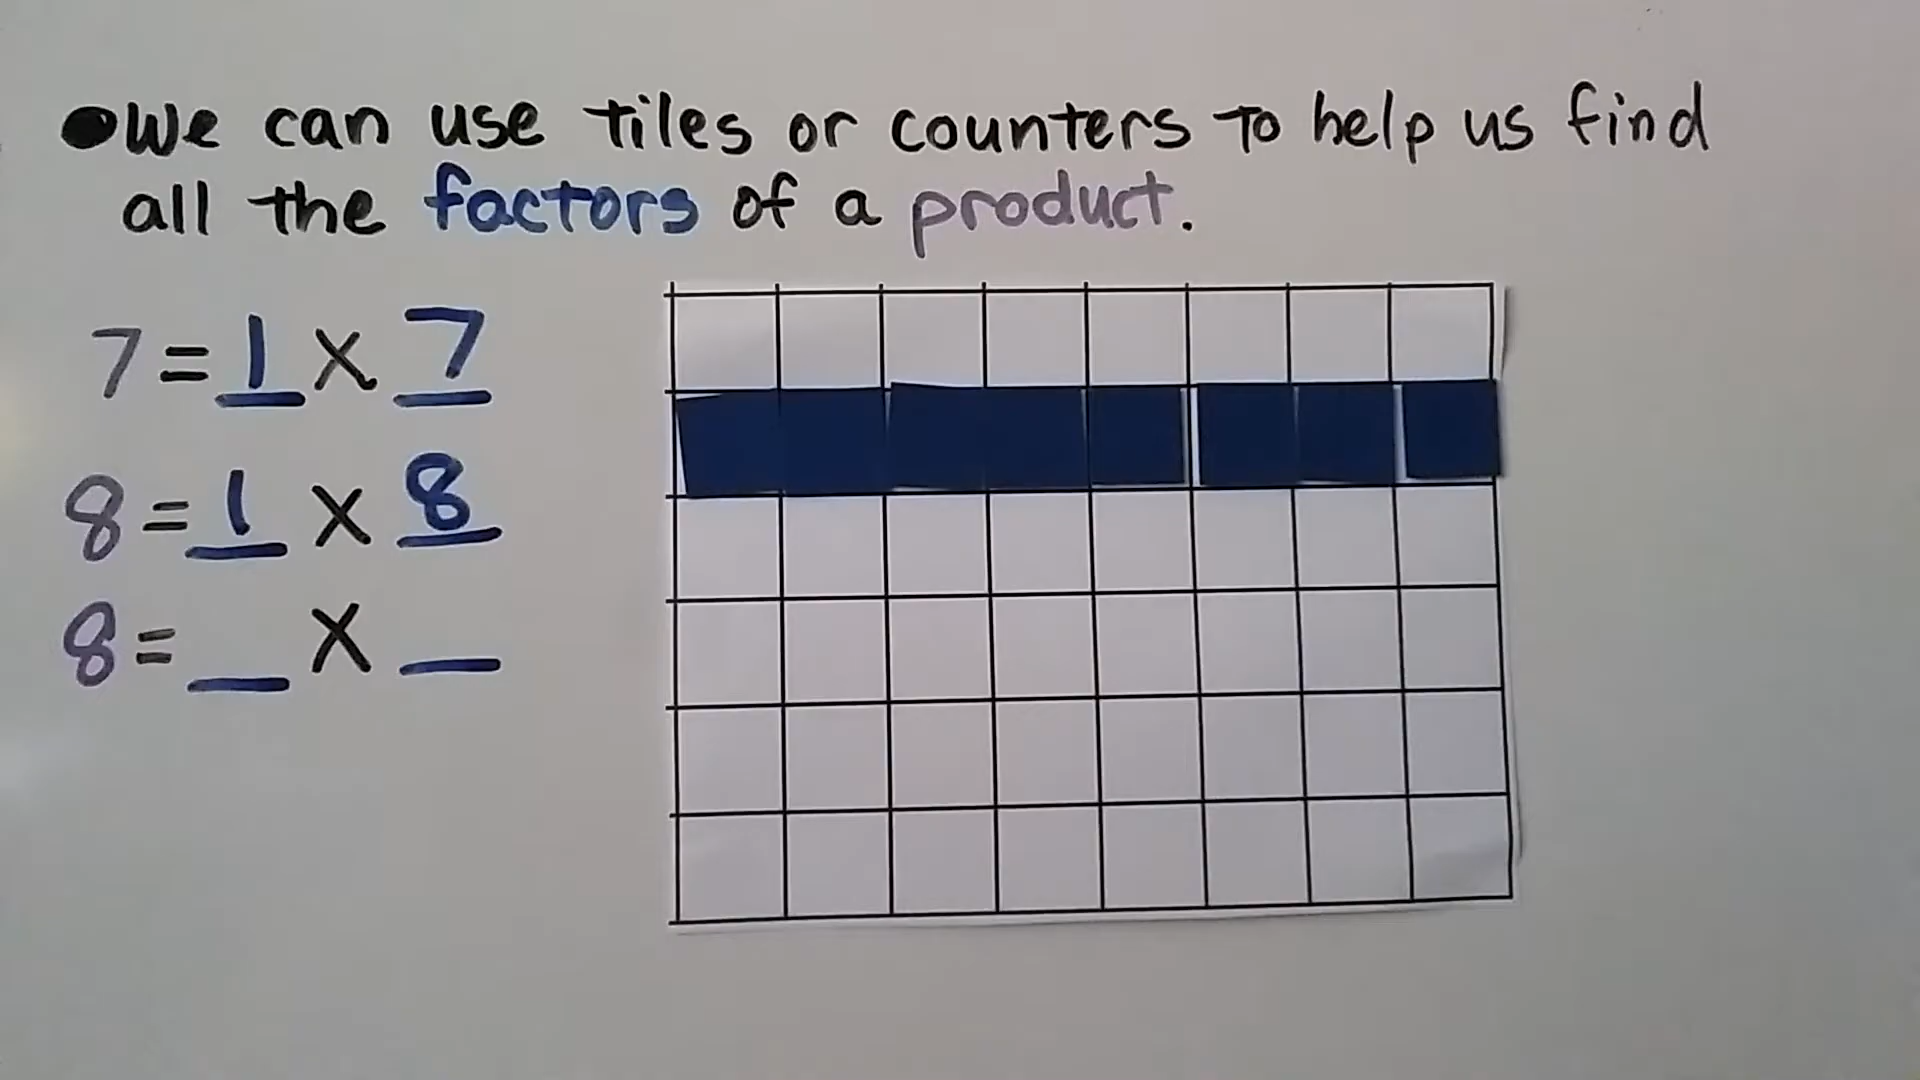 ●We can use tiles or counters to help us find
all the factors of a product.
7 = 1 X 7
8 = 1 X 8
8 = _ X _